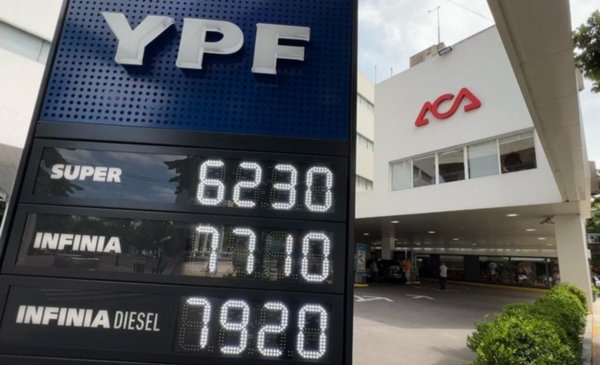 YPF
ACA
SUPER 6230
INFINIA 7710
INFINIA DIESEL 7920